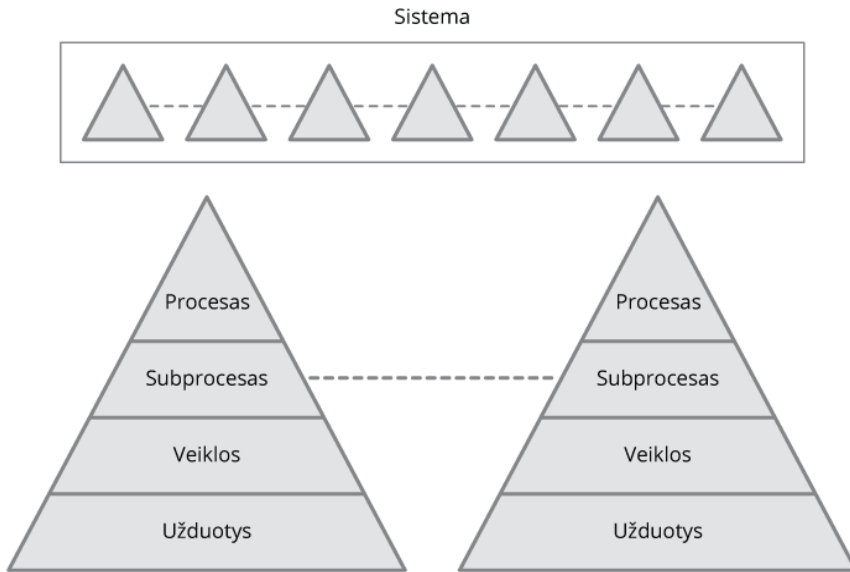 Sistema
Procesas
Procesas
Subprocesas
Subprocesas
Veiklos
Veiklos
Užduotys
Užduotys